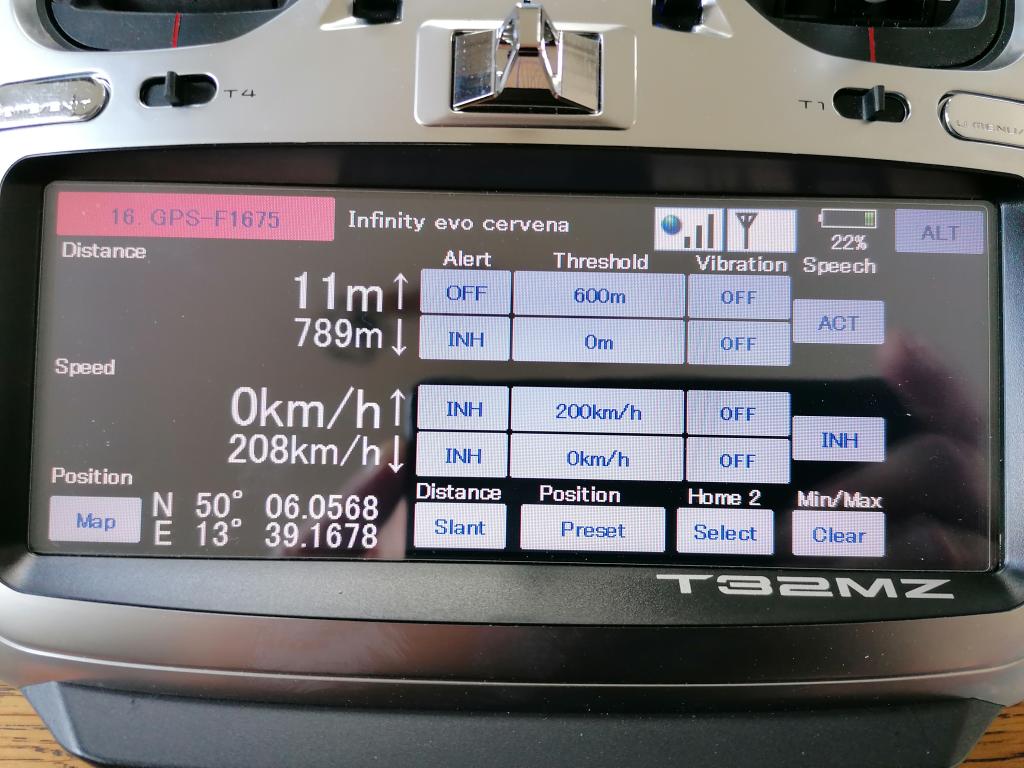 T4
T1
16. GPS-F1675 Infinity evo cervena 22% ALT
Distance Alert Threshold Vibration Speech
11m↑ OFF 600m OFF ACT
789m↓ INH 0m OFF
Speed
0km/h↑ INH 200km/h OFF INH
208km/h↓ INH 0km/h OFF
Position Distance Position Home 2 Min/Max
Map N 50° 06.0568 Slant Preset Select Clear
E 13° 39.1678
T32MZ